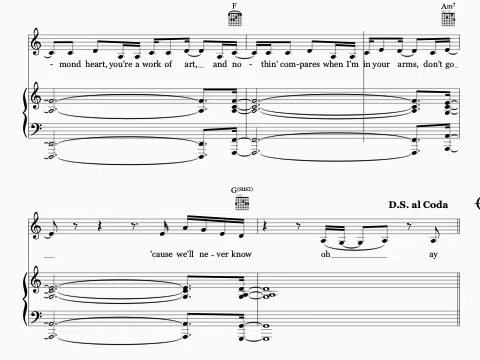 F Am7
- mond heart, you're a work of art, and no - thin' com-pares when I'm in your arms, don't go
G(sus2)
D.S. al Coda
'cause we'll ne - ver know oh ay